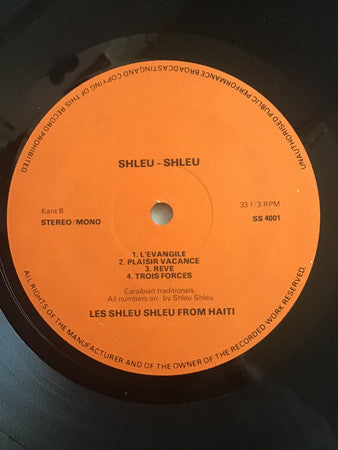 UNAUTHORISED PUBLIC PERFORMANCE BROADCASTING AND COPYING OF THIS RECORD PROHIBITED
SHLEU - SHLEU
Kant B
33 1/3 RPM
STEREO/MONO
SS 4001
1. L'EVANGILE
2. PLAISIR VACANCE
3. REVE
4. TROIS FORCES
Caraibian traditionals.
All numbers arr. by Shleu Shleu
LES SHLEU SHLEU FROM HAITI
ALL RIGHTS OF THE MANUFACTURER AND OF THE OWNER OF THE RECORDED WORK RESERVED.